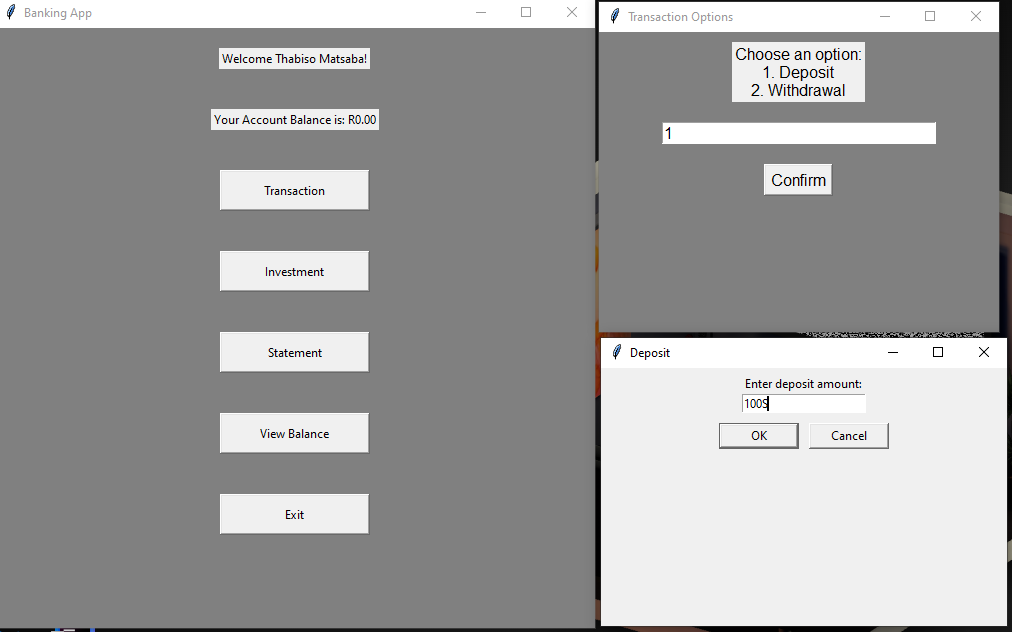 Banking App
Welcome Thabiso Matsaba!
Your Account Balance is: R0.00
Transaction
Investment
Statement
View Balance
Exit
Transaction Options
Choose an option:
1. Deposit
2. Withdrawal
1
Confirm
Deposit
Enter deposit amount:
100S
OK
Cancel